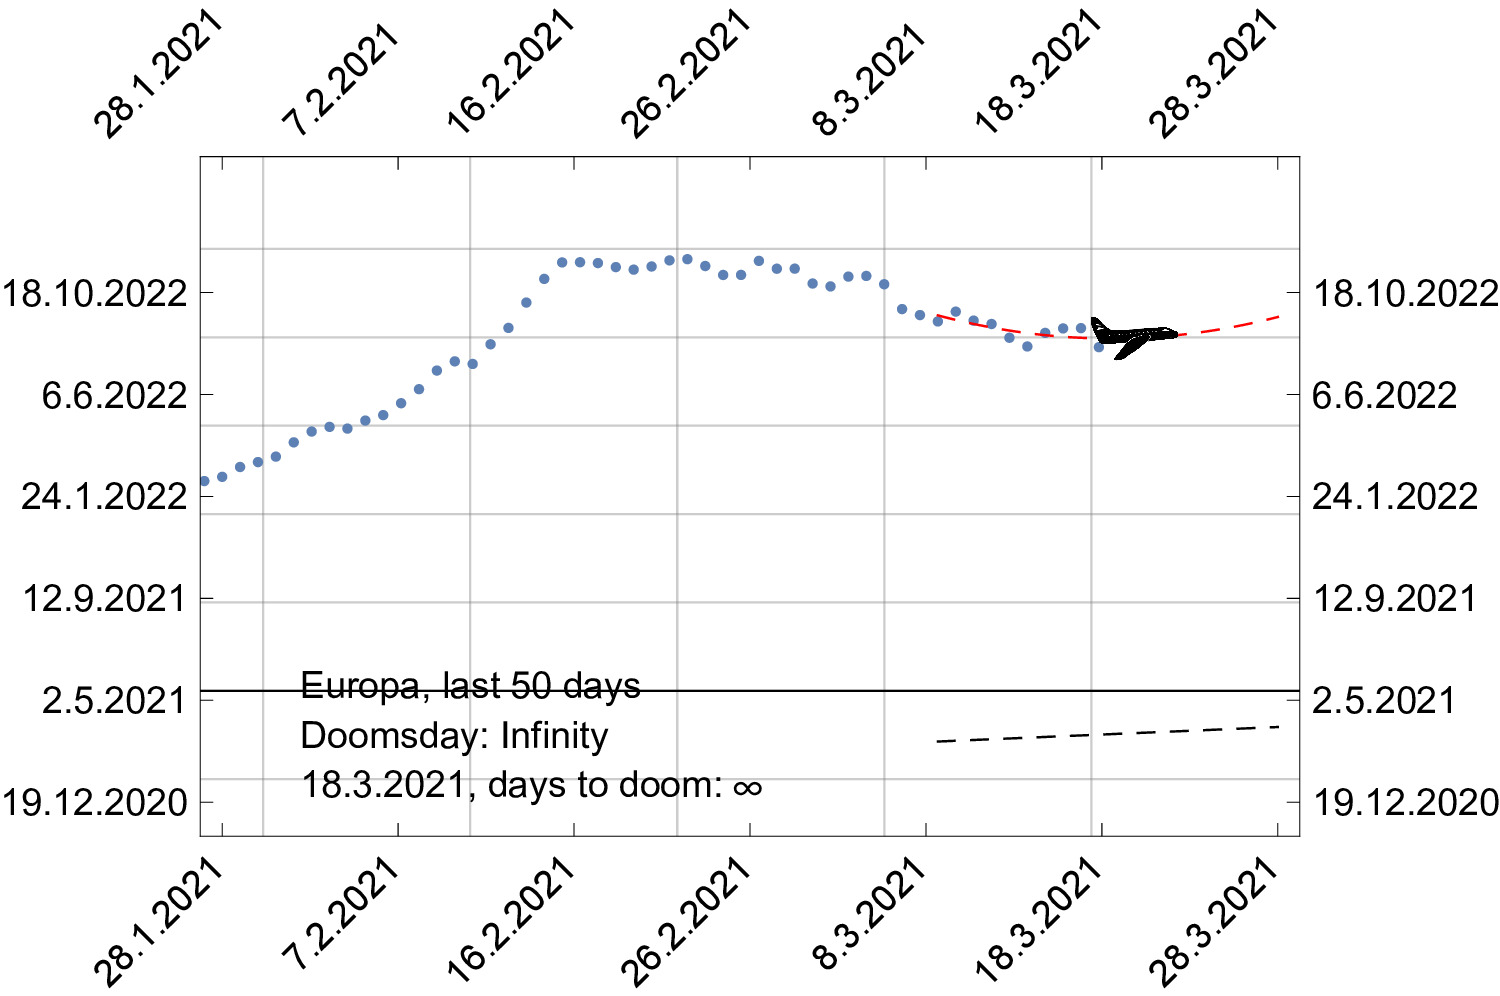 28.1.2021 7.2.2021 16.2.2021 26.2.2021 8.3.2021 18.3.2021 28.3.2021
18.10.2022 18.10.2022
6.6.2022 6.6.2022
24.1.2022 24.1.2022
12.9.2021 12.9.2021
Europa, last 50 days
2.5.2021 2.5.2021
Doomsday: Infinity
18.3.2021, days to doom: ∞
19.12.2020 19.12.2020
28.1.2021 7.2.2021 16.2.2021 26.2.2021 8.3.2021 18.3.2021 28.3.2021